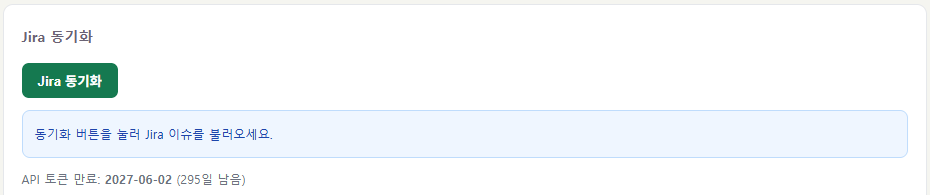 Jira 동기화
Jira 동기화
동기화 버튼을 눌러 Jira 이슈를 불러오세요.
API 토큰 만료: 2027-06-02 (295일 남음)